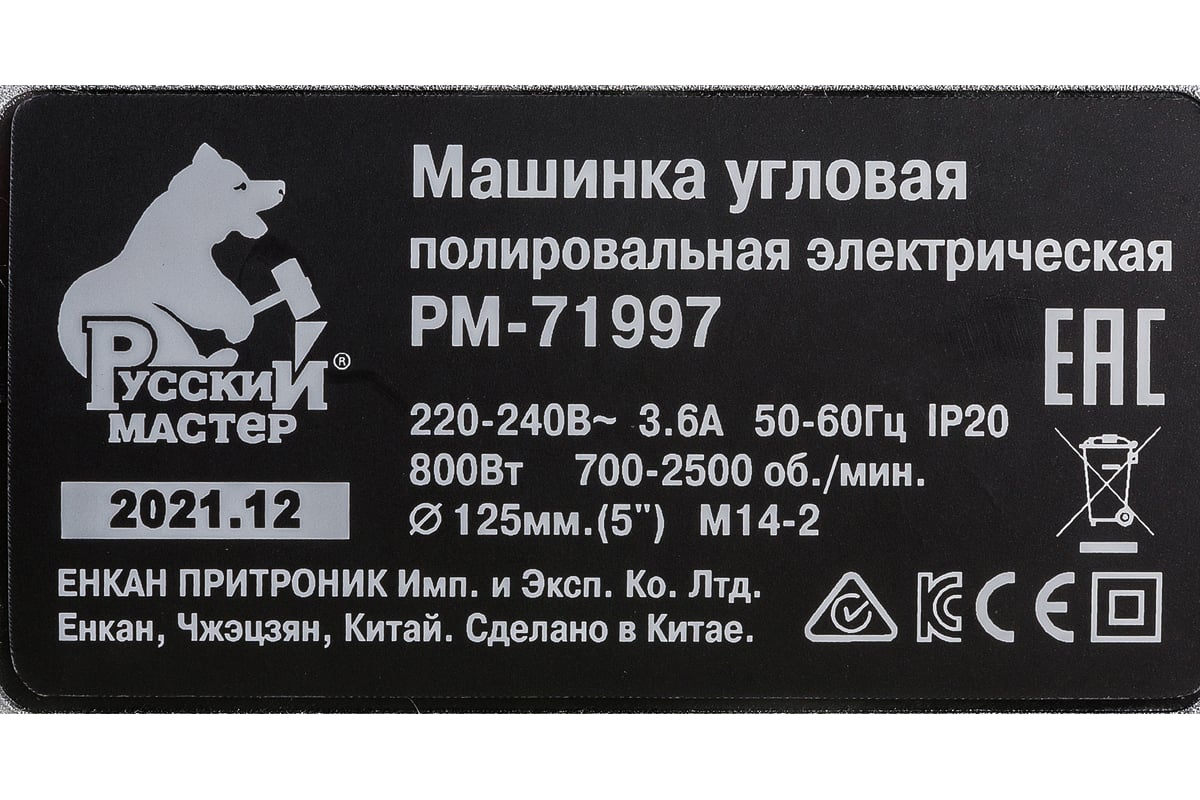 Машинка угловая
полировальная электрическая
РМ-71997
РУССКИЙ ®
МАСТЕР
EAC
220-240В~ 3.6А 50-60Гц IP20
800Вт 700-2500 об./мин.
Ø 125мм.(5") М14-2
2021.12
ЕНКАН ПРИТРОНИК Имп. и Эксп. Ко. Лтд.
Енкан, Чжэцзян, Китай. Сделано в Китае.
KC CE